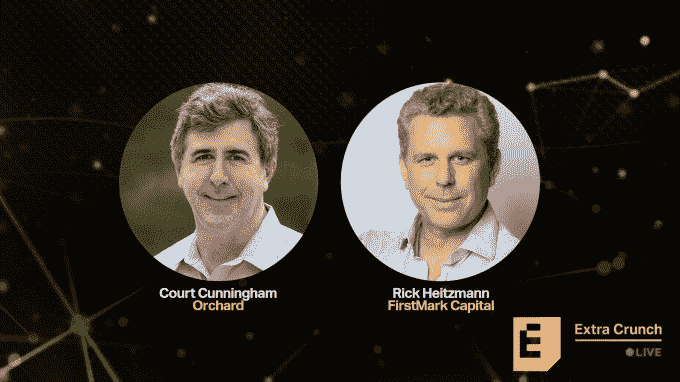 Court Cunningham
Orchard
Rick Heitzmann
FirstMark Capital
E
Extra Crunch
LIVE